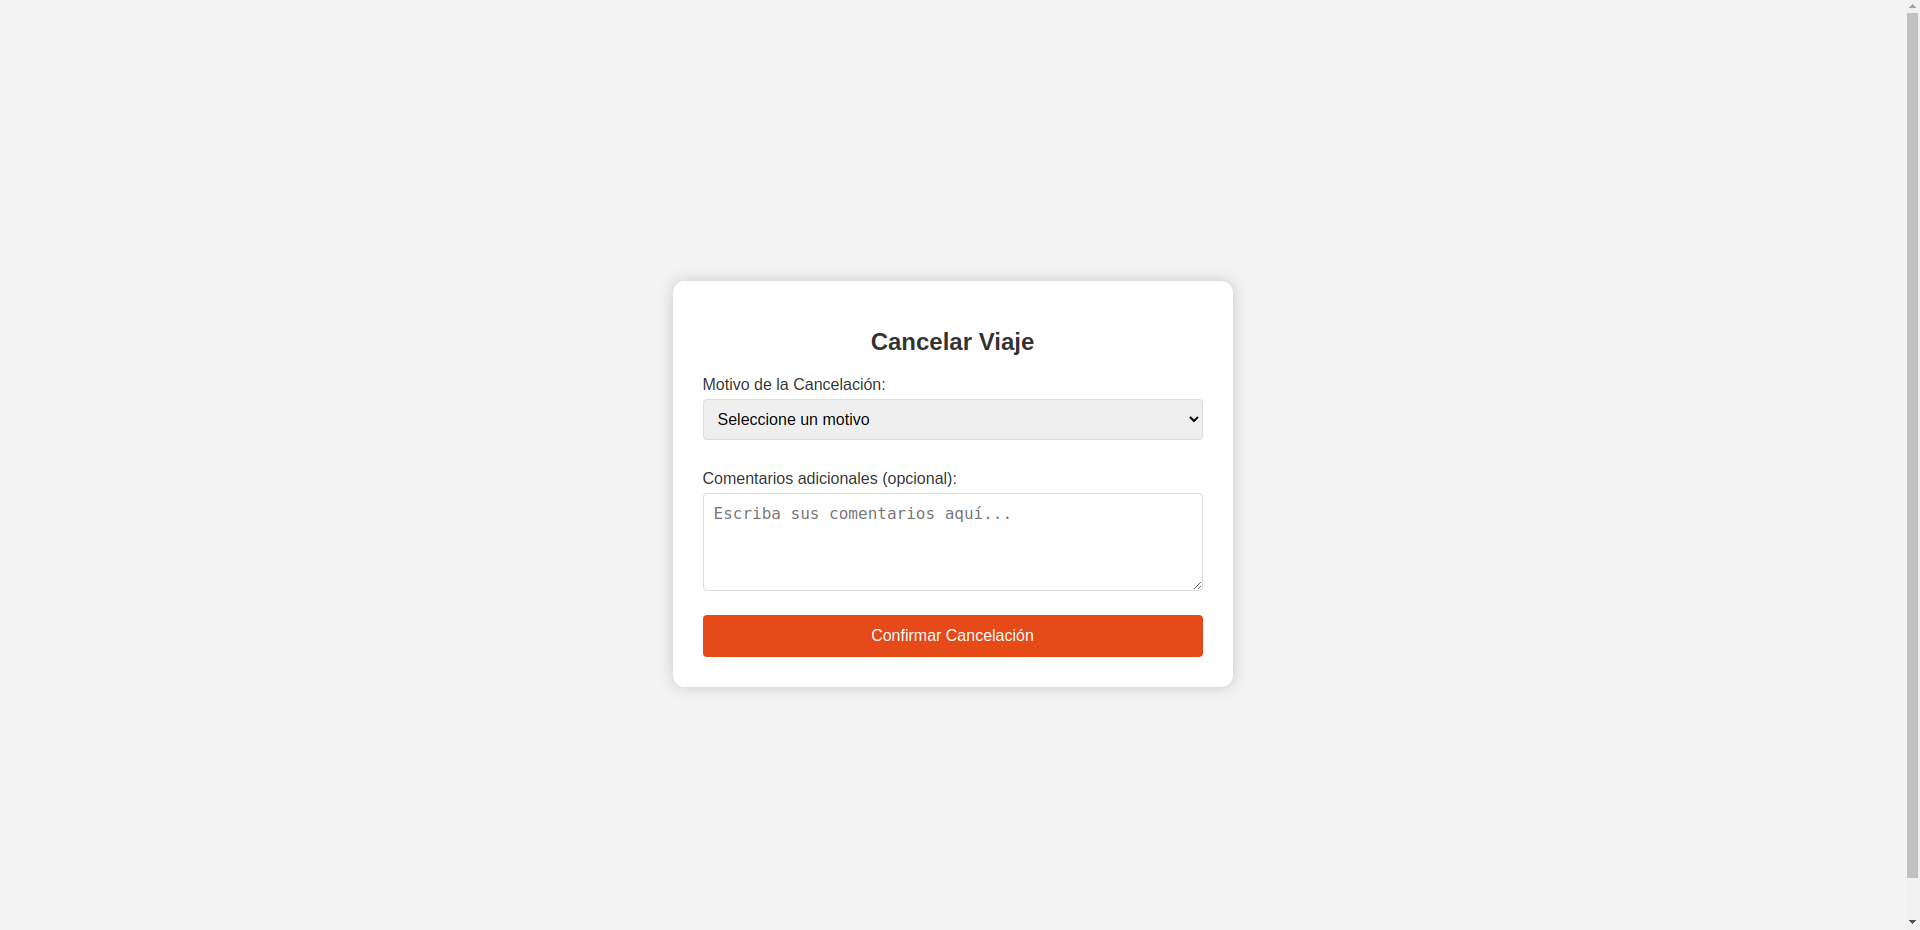 Cancelar Viaje
Motivo de la Cancelación:
Seleccione un motivo
Comentarios adicionales (opcional):
Escriba sus comentarios aquí...
Confirmar Cancelación